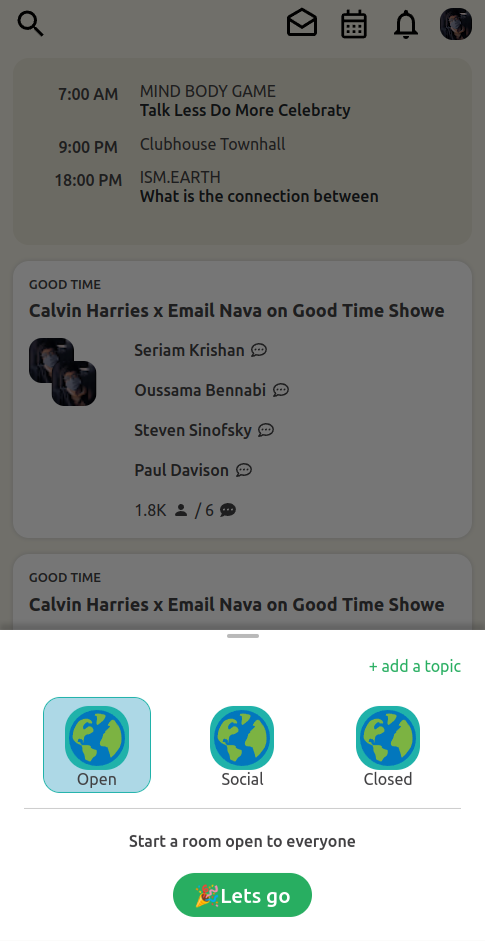 7:00 AM MIND BODY GAME
Talk Less Do More Celebraty
9:00 PM Clubhouse Townhall
18:00 PM ISM.EARTH
What is the connection between
GOOD TIME
Calvin Harries x Email Nava on Good Time Showe
Seriam Krishan
Oussama Bennabi
Steven Sinofsky
Paul Davison
1.8K / 6
GOOD TIME
Calvin Harries x Email Nava on Good Time Showe
+ add a topic
Open Social Closed
Start a room open to everyone
🎉Lets go